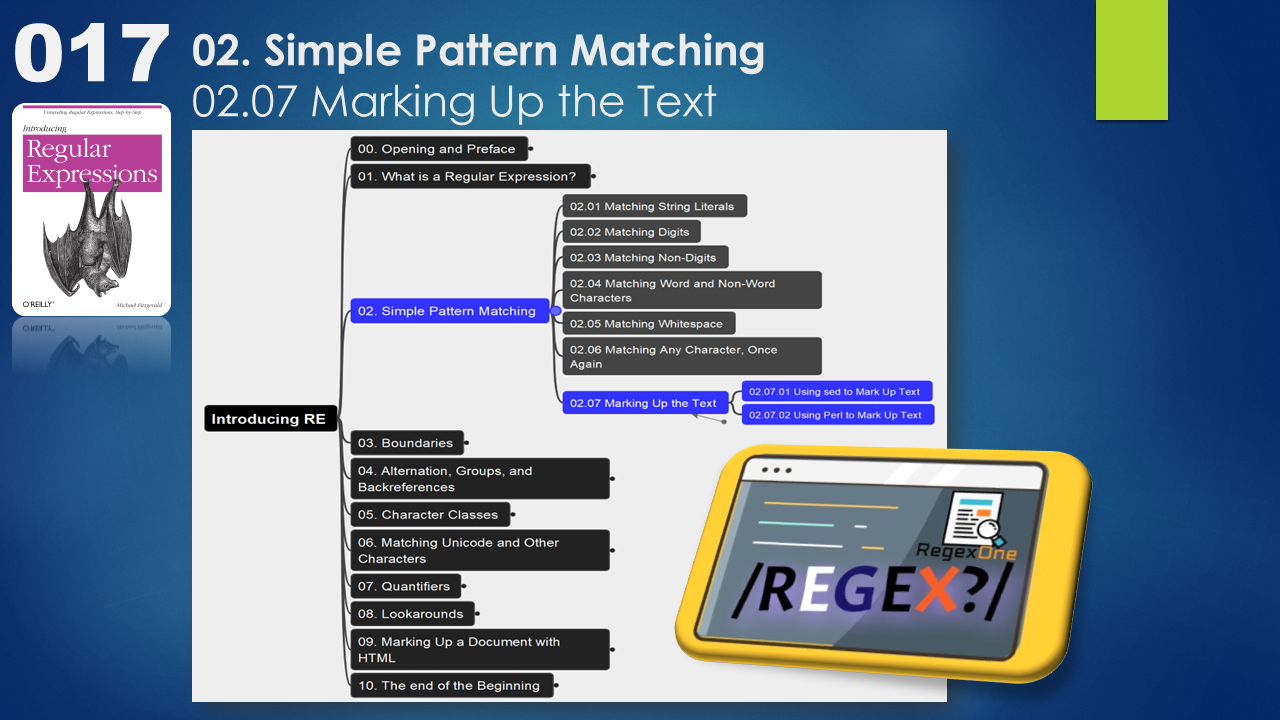 017
02. Simple Pattern Matching
02.07 Marking Up the Text
Unraveling Regular Expressions, Step-by-Step
Introducing
Regular
Expressions
O'REILLY®
Michael Fitzgerald
00. Opening and Preface
01. What is a Regular Expression?
02.01 Matching String Literals
02.02 Matching Digits
02.03 Matching Non-Digits
02.04 Matching Word and Non-Word
Characters
02. Simple Pattern Matching
02.05 Matching Whitespace
02.06 Matching Any Character, Once
Again
02.07 Marking Up the Text
02.07.01 Using sed to Mark Up Text
02.07.02 Using Perl to Mark Up Text
Introducing RE
03. Boundaries
04. Alternation, Groups, and
Backreferences
05. Character Classes
06. Matching Unicode and Other
Characters
07. Quantifiers
08. Lookarounds
09. Marking Up a Document with
HTML
10. The end of the Beginning
RegexOne
/REGEX?/